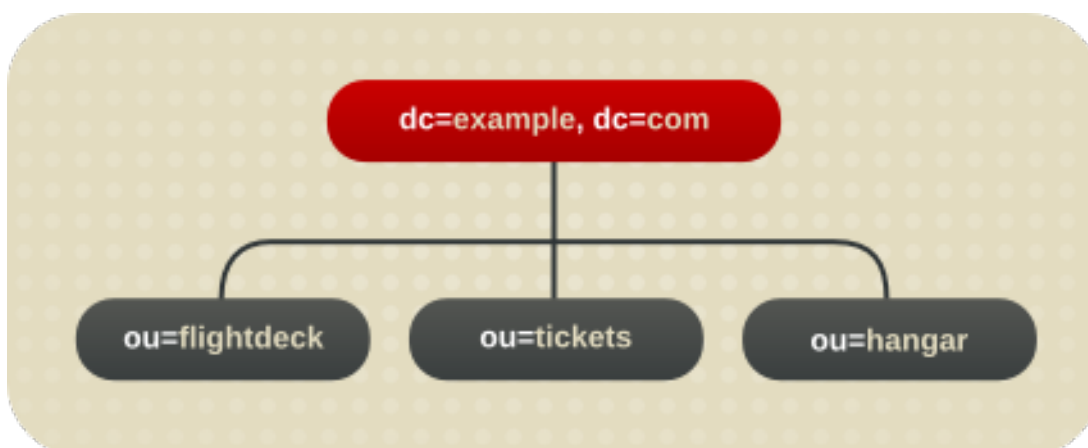 dc=example, dc=com
ou=flightdeck
ou=tickets
ou=hangar